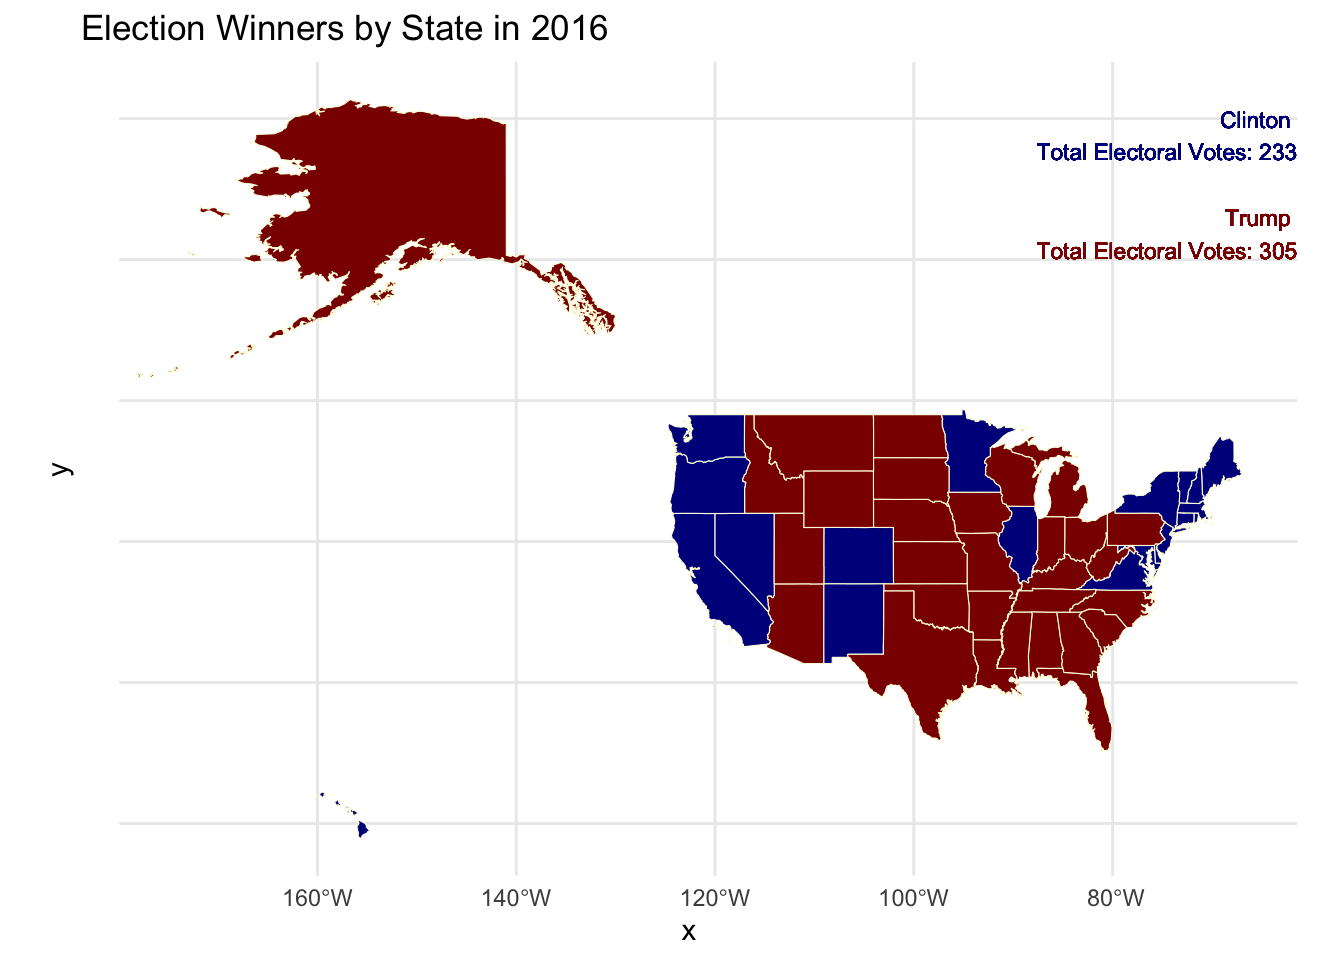 Election Winners by State in 2016
Clinton
Total Electoral Votes: 233
Trump
Total Electoral Votes: 305
y
160°W 140°W 120°W 100°W 80°W
x